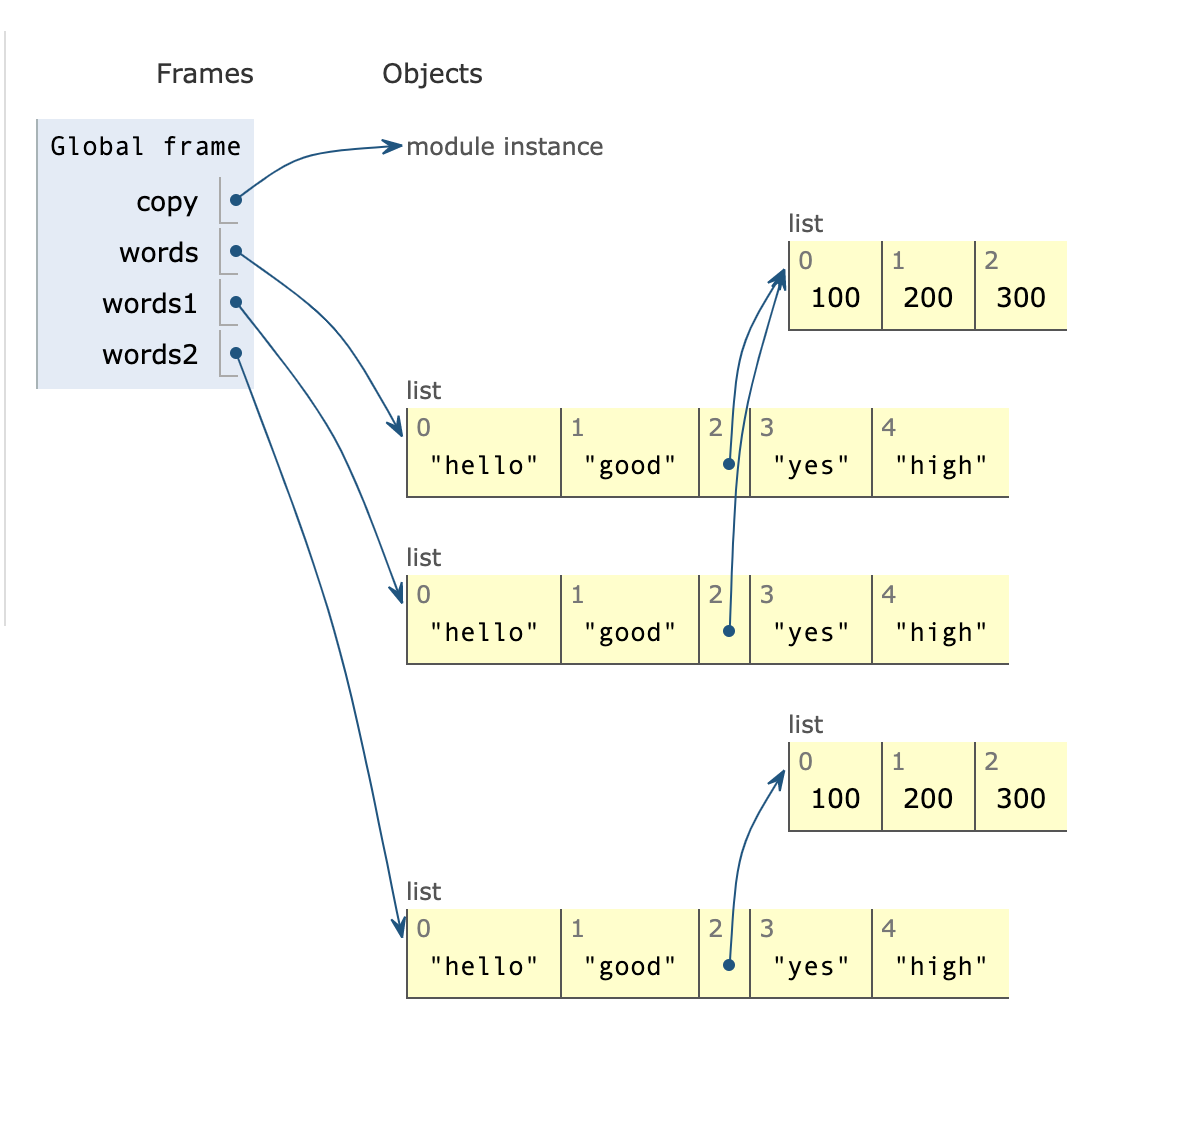 Frames Objects
Global frame
module instance
copy
words
words1
words2
list
0 1 2
100 200 300
list
0 1 2 3 4
"hello" "good" "yes" "high"
list
0 1 2 3 4
"hello" "good" "yes" "high"
list
0 1 2
100 200 300
list
0 1 2 3 4
"hello" "good" "yes" "high"